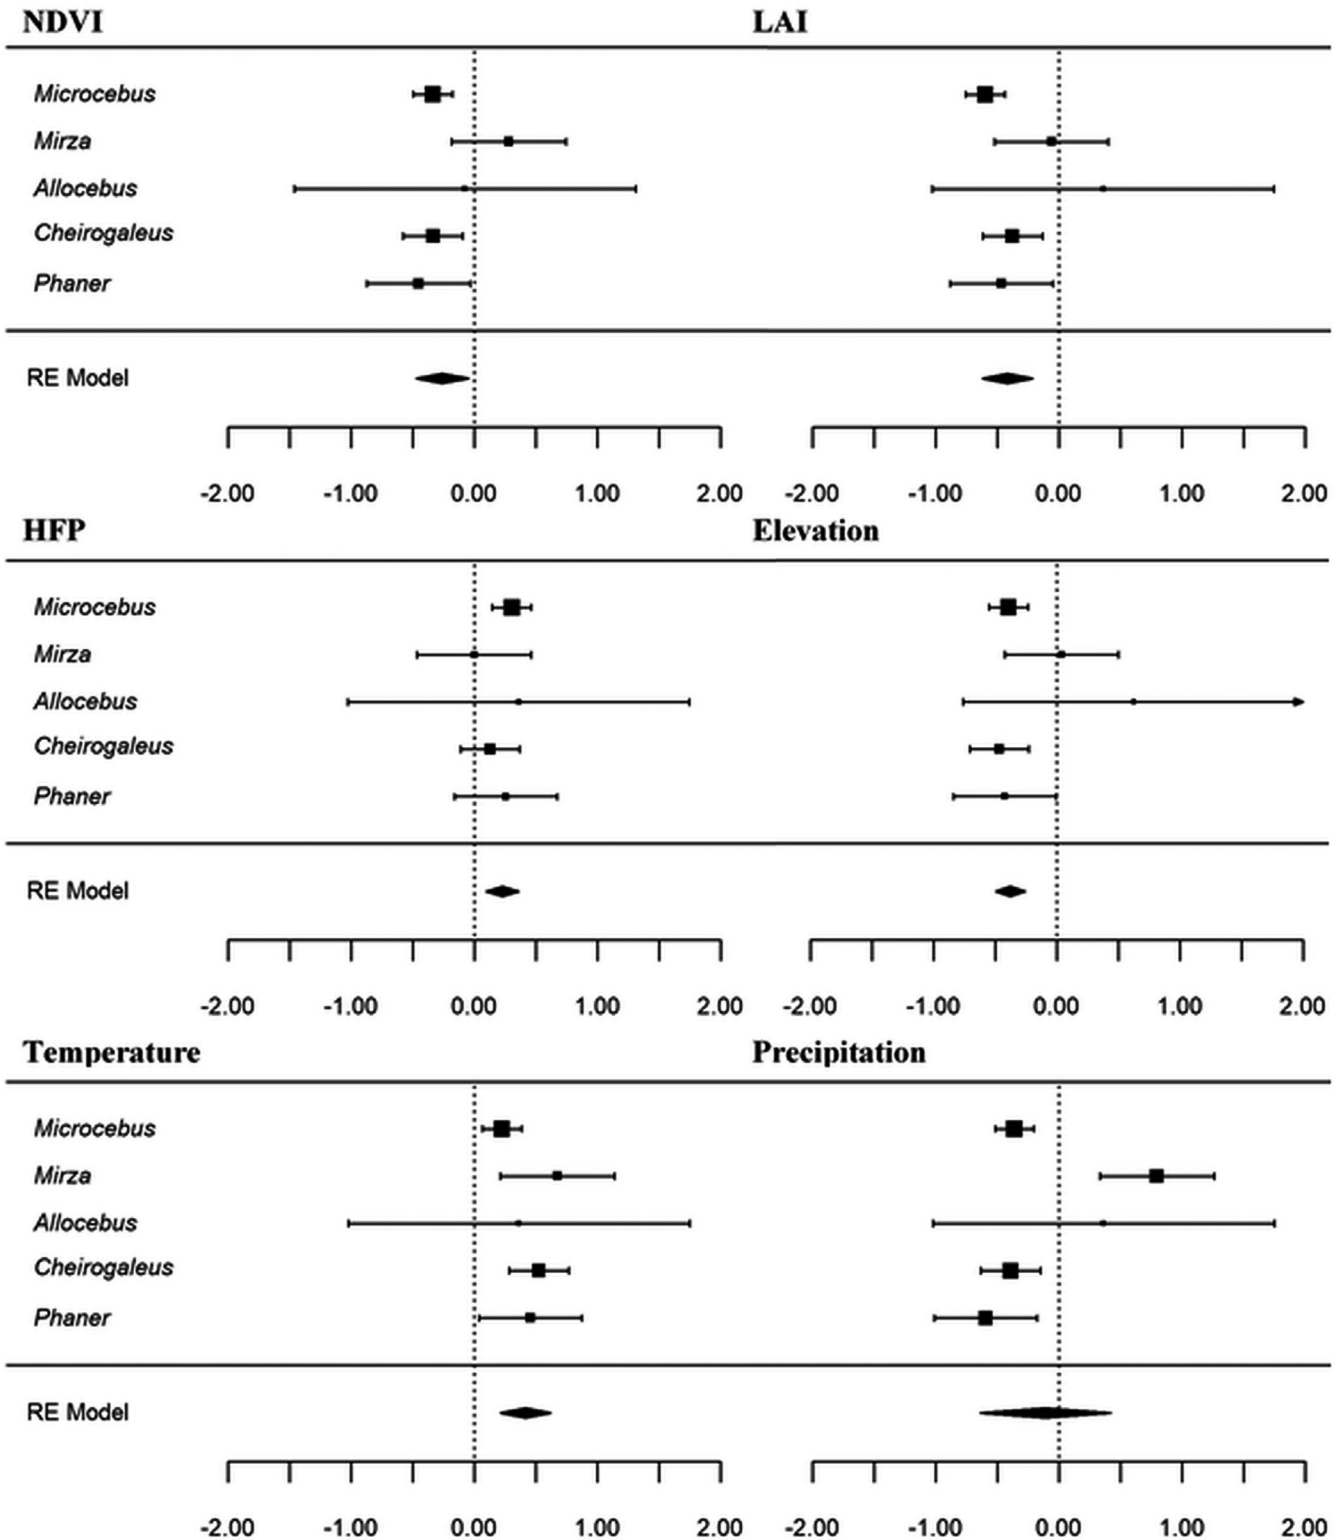 NDVI LAI
Microcebus
Mirza
Allocebus
Cheirogaleus
Phaner
RE Model
-2.00 -1.00 0.00 1.00 2.00 -2.00 -1.00 0.00 1.00 2.00
HFP Elevation
Microcebus
Mirza
Allocebus
Cheirogaleus
Phaner
RE Model
-2.00 -1.00 0.00 1.00 2.00 -2.00 -1.00 0.00 1.00 2.00
Temperature Precipitation
Microcebus
Mirza
Allocebus
Cheirogaleus
Phaner
RE Model
-2.00 -1.00 0.00 1.00 2.00 -2.00 -1.00 0.00 1.00 2.00